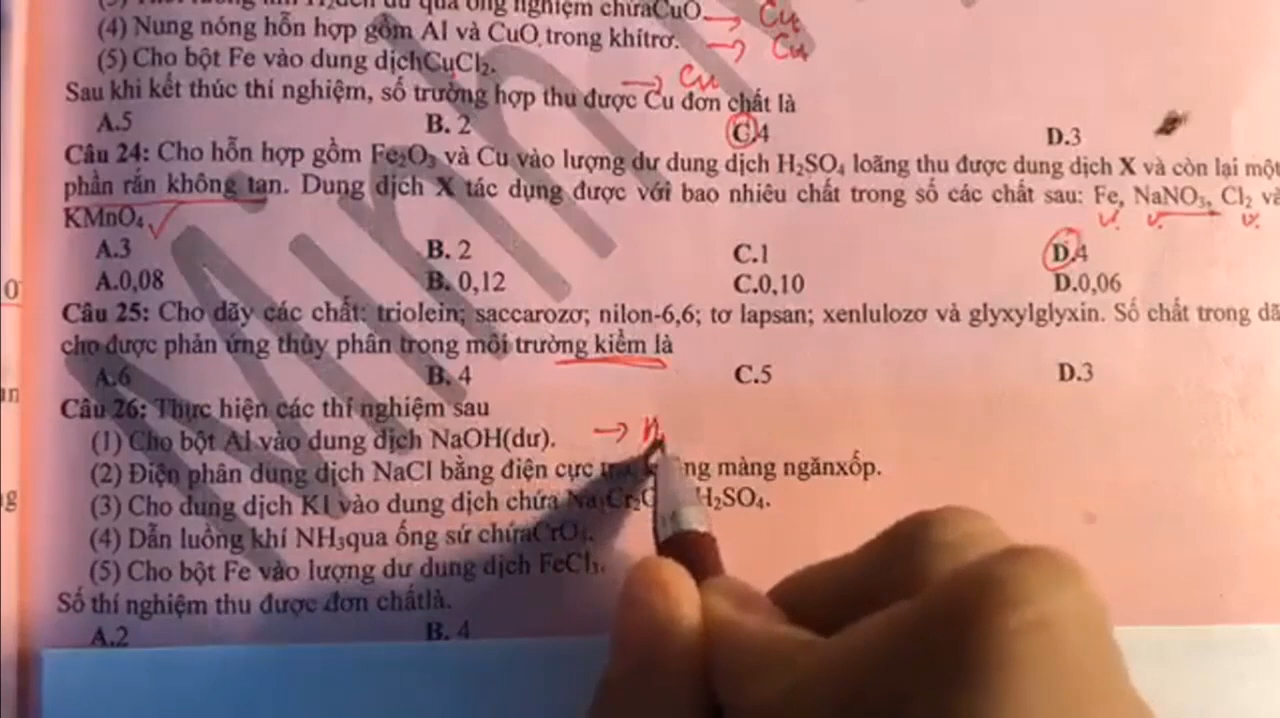 ống nghiệm chứaCuO. → Cu
(4) Nung nóng hỗn hợp gồm Al và CuO trong khítrơ. → Cu
(5) Cho bột Fe vào dung dịchCuCl₂. → Cu
Sau khi kết thúc thí nghiệm, số trường hợp thu được Cu đơn chất là
A.5 B. 2 C.4 D.3
Câu 24: Cho hỗn hợp gồm Fe₂O₃ và Cu vào lượng dư dung dịch H₂SO₄ loãng thu được dung dịch X và còn lại một
phần rắn không tan. Dung dịch X tác dụng được với bao nhiêu chất trong số các chất sau: Fe, NaNO₃, Cl₂ và
KMnO₄
A.3 B. 2 C.1 D.4
A.0,08 B. 0,12 C.0,10 D.0,06
Câu 25: Cho dãy các chất: triolein; saccarozơ; nilon-6,6; tơ lapsan; xenlulozơ và glyxylglyxin. Số chất trong
cho được phản ứng thủy phân trong môi trường kiềm là
A.6 B. 4 C.5 D.3
Câu 26: Thực hiện các thí nghiệm sau
(1) Cho bột Al vào dung dịch NaOH(dư). →
(2) Điện phân dung dịch NaCl bằng điện cực màng ngănxốp.
(3) Cho dung dịch KI vào dung dịch chứa H₂SO₄.
(4) Dẫn luồng khí NH₃qua ống sứ chứaCrO₃.
(5) Cho bột Fe vào lượng dư dung dịch FeCl₃.
Số thí nghiệm thu được đơn chấtlà.
A.2 B. 4
Minh